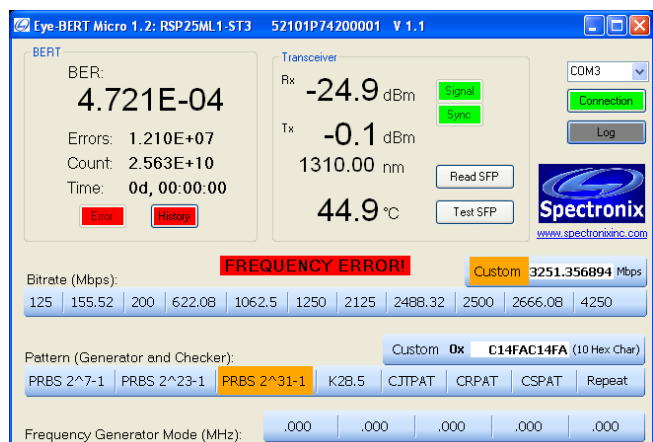 Eye-BERT Micro 1.2: RSP25ML1-ST3 52101P74200001 V 1.1
BERT
BER:
4.721E-04
Errors: 1.210E+07
Count: 2.563E+10
Time: 0d, 00:00:00
Error History
Transceiver
Rx -24.9 dBm Signal
Sync
Tx -0.1 dBm
1310.00 nm Read SFP
44.9 °C Test SFP
COM3
Connection
Log
Spectronix
www.spectronixinc.com
FREQUENCY ERROR!
Bitrate (Mbps): Custom 3251.356894 Mbps
125 155.52 200 622.08 1062.5 1250 2125 2488.32 2500 2666.08 4250
Pattern (Generator and Checker): Custom 0x C14FAC14FA (10 Hex Char)
PRBS 2^7-1 PRBS 2^23-1 PRBS 2^31-1 K28.5 CJTPAT CRPAT CSPAT Repeat
Frequency Generator Mode (MHz): .000 .000 .000 .000 .000